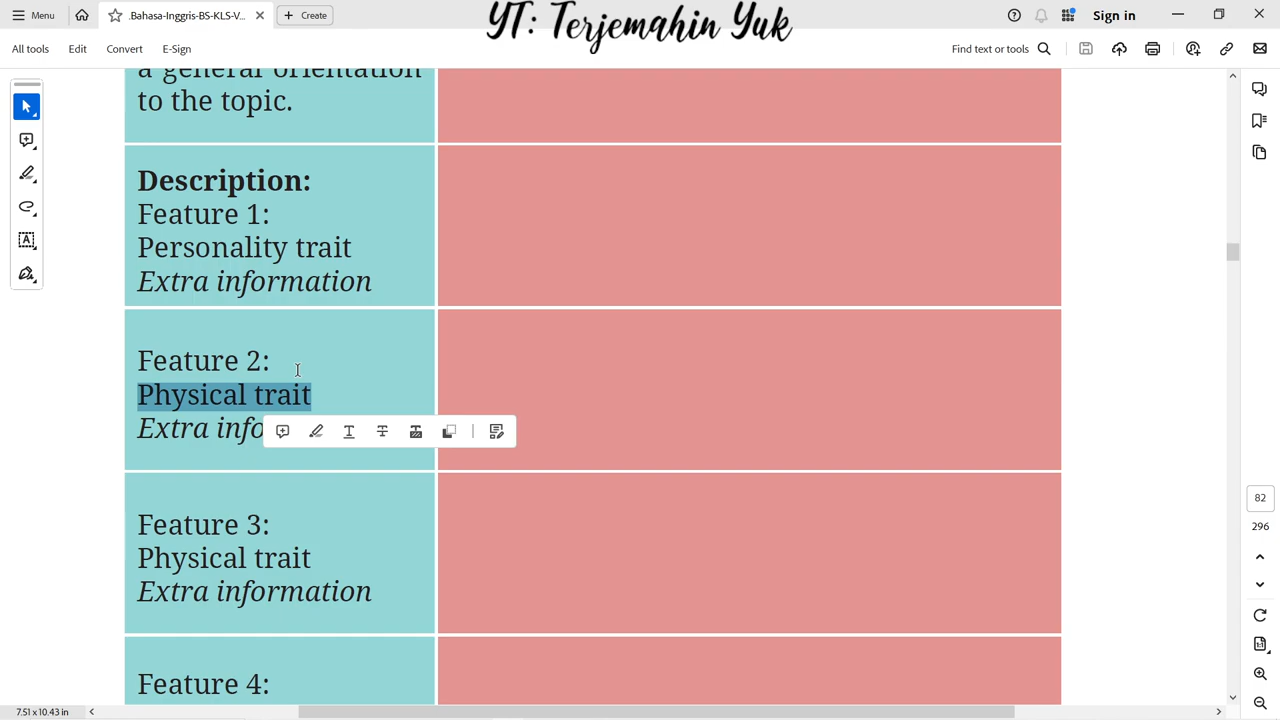 Menu
.Bahasa-Inggris-BS-KLS-V...
Create
YT: Terjemahin Yuk
Sign in
All tools
Edit
Convert
E-Sign
Find text or tools
a general orientation
to the topic.
Description:
Feature 1:
Personality trait
Extra information
Feature 2:
Physical trait
Extra info
Feature 3:
Physical trait
Extra information
Feature 4:
82
296
7.51 x 10.43 in